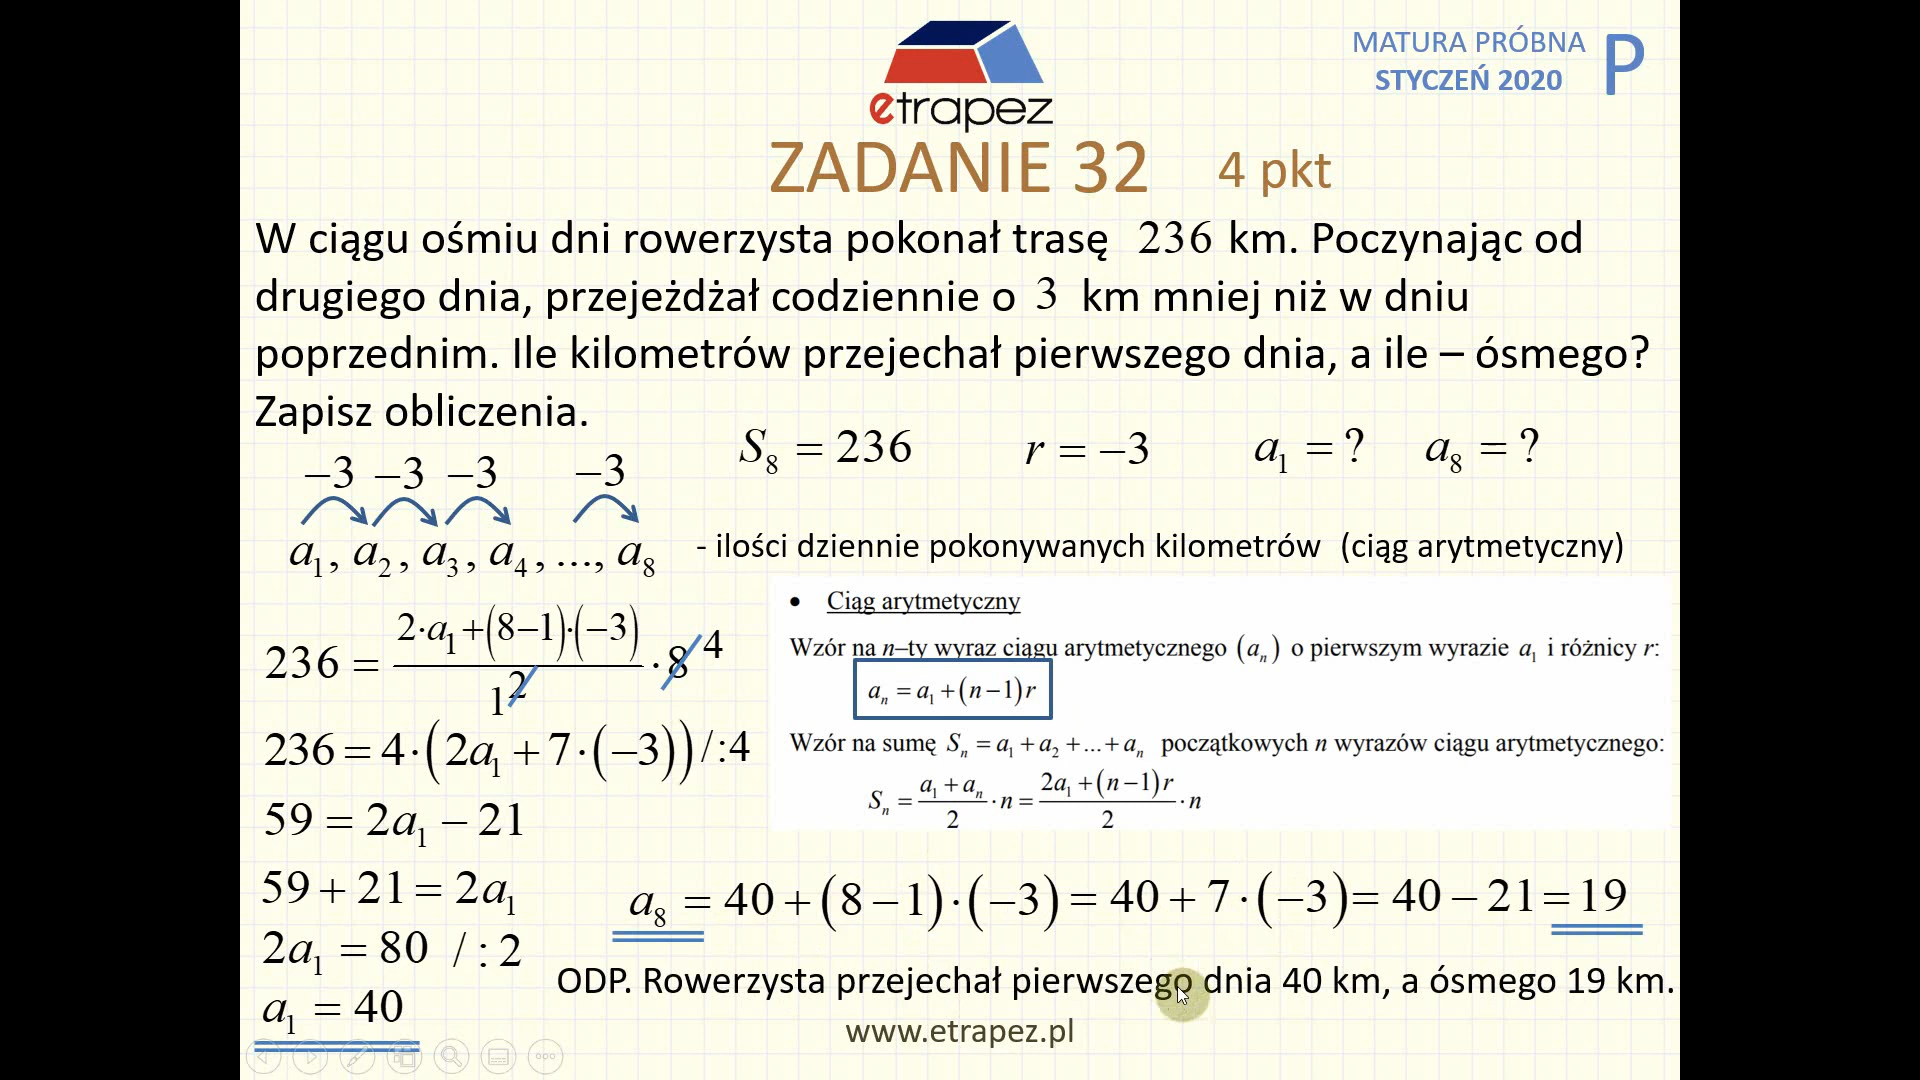 MATURA PRÓBNA P
STYCZEŃ 2020
etrapez
ZADANIE 32 4 pkt
W ciągu ośmiu dni rowerzysta pokonał trasę 236 km. Poczynając od
drugiego dnia, przejeżdżał codziennie o 3 km mniej niż w dniu
poprzednim. Ile kilometrów przejechał pierwszego dnia, a ile – ósmego?
Zapisz obliczenia.
S₈ = 236 r = −3 a₁ = ? a₈ = ?
−3 −3 −3 −3
a₁, a₂, a₃, a₄, ..., a₈ - ilości dziennie pokonywanych kilometrów (ciąg arytmetyczny)
• Ciąg arytmetyczny
Wzór na n–ty wyraz ciągu arytmetycznego (aₙ) o pierwszym wyrazie a₁ i różnicy r:
aₙ = a₁ + (n−1)r
Wzór na sumę Sₙ = a₁ + a₂ + ... + aₙ początkowych n wyrazów ciągu arytmetycznego:
Sₙ = (a₁ + aₙ)/2 · n = (2a₁ + (n−1)r)/2 · n
236 = (2·a₁+(8−1)·(−3))/2 · 8 4
1
236 = 4·(2a₁ + 7·(−3)) /:4
59 = 2a₁ − 21
59 + 21 = 2a₁
2a₁ = 80 / : 2
a₁ = 40
a₈ = 40 + (8−1)·(−3) = 40 + 7·(−3) = 40 − 21 = 19
ODP. Rowerzysta przejechał pierwszego dnia 40 km, a ósmego 19 km.
www.etrapez.pl